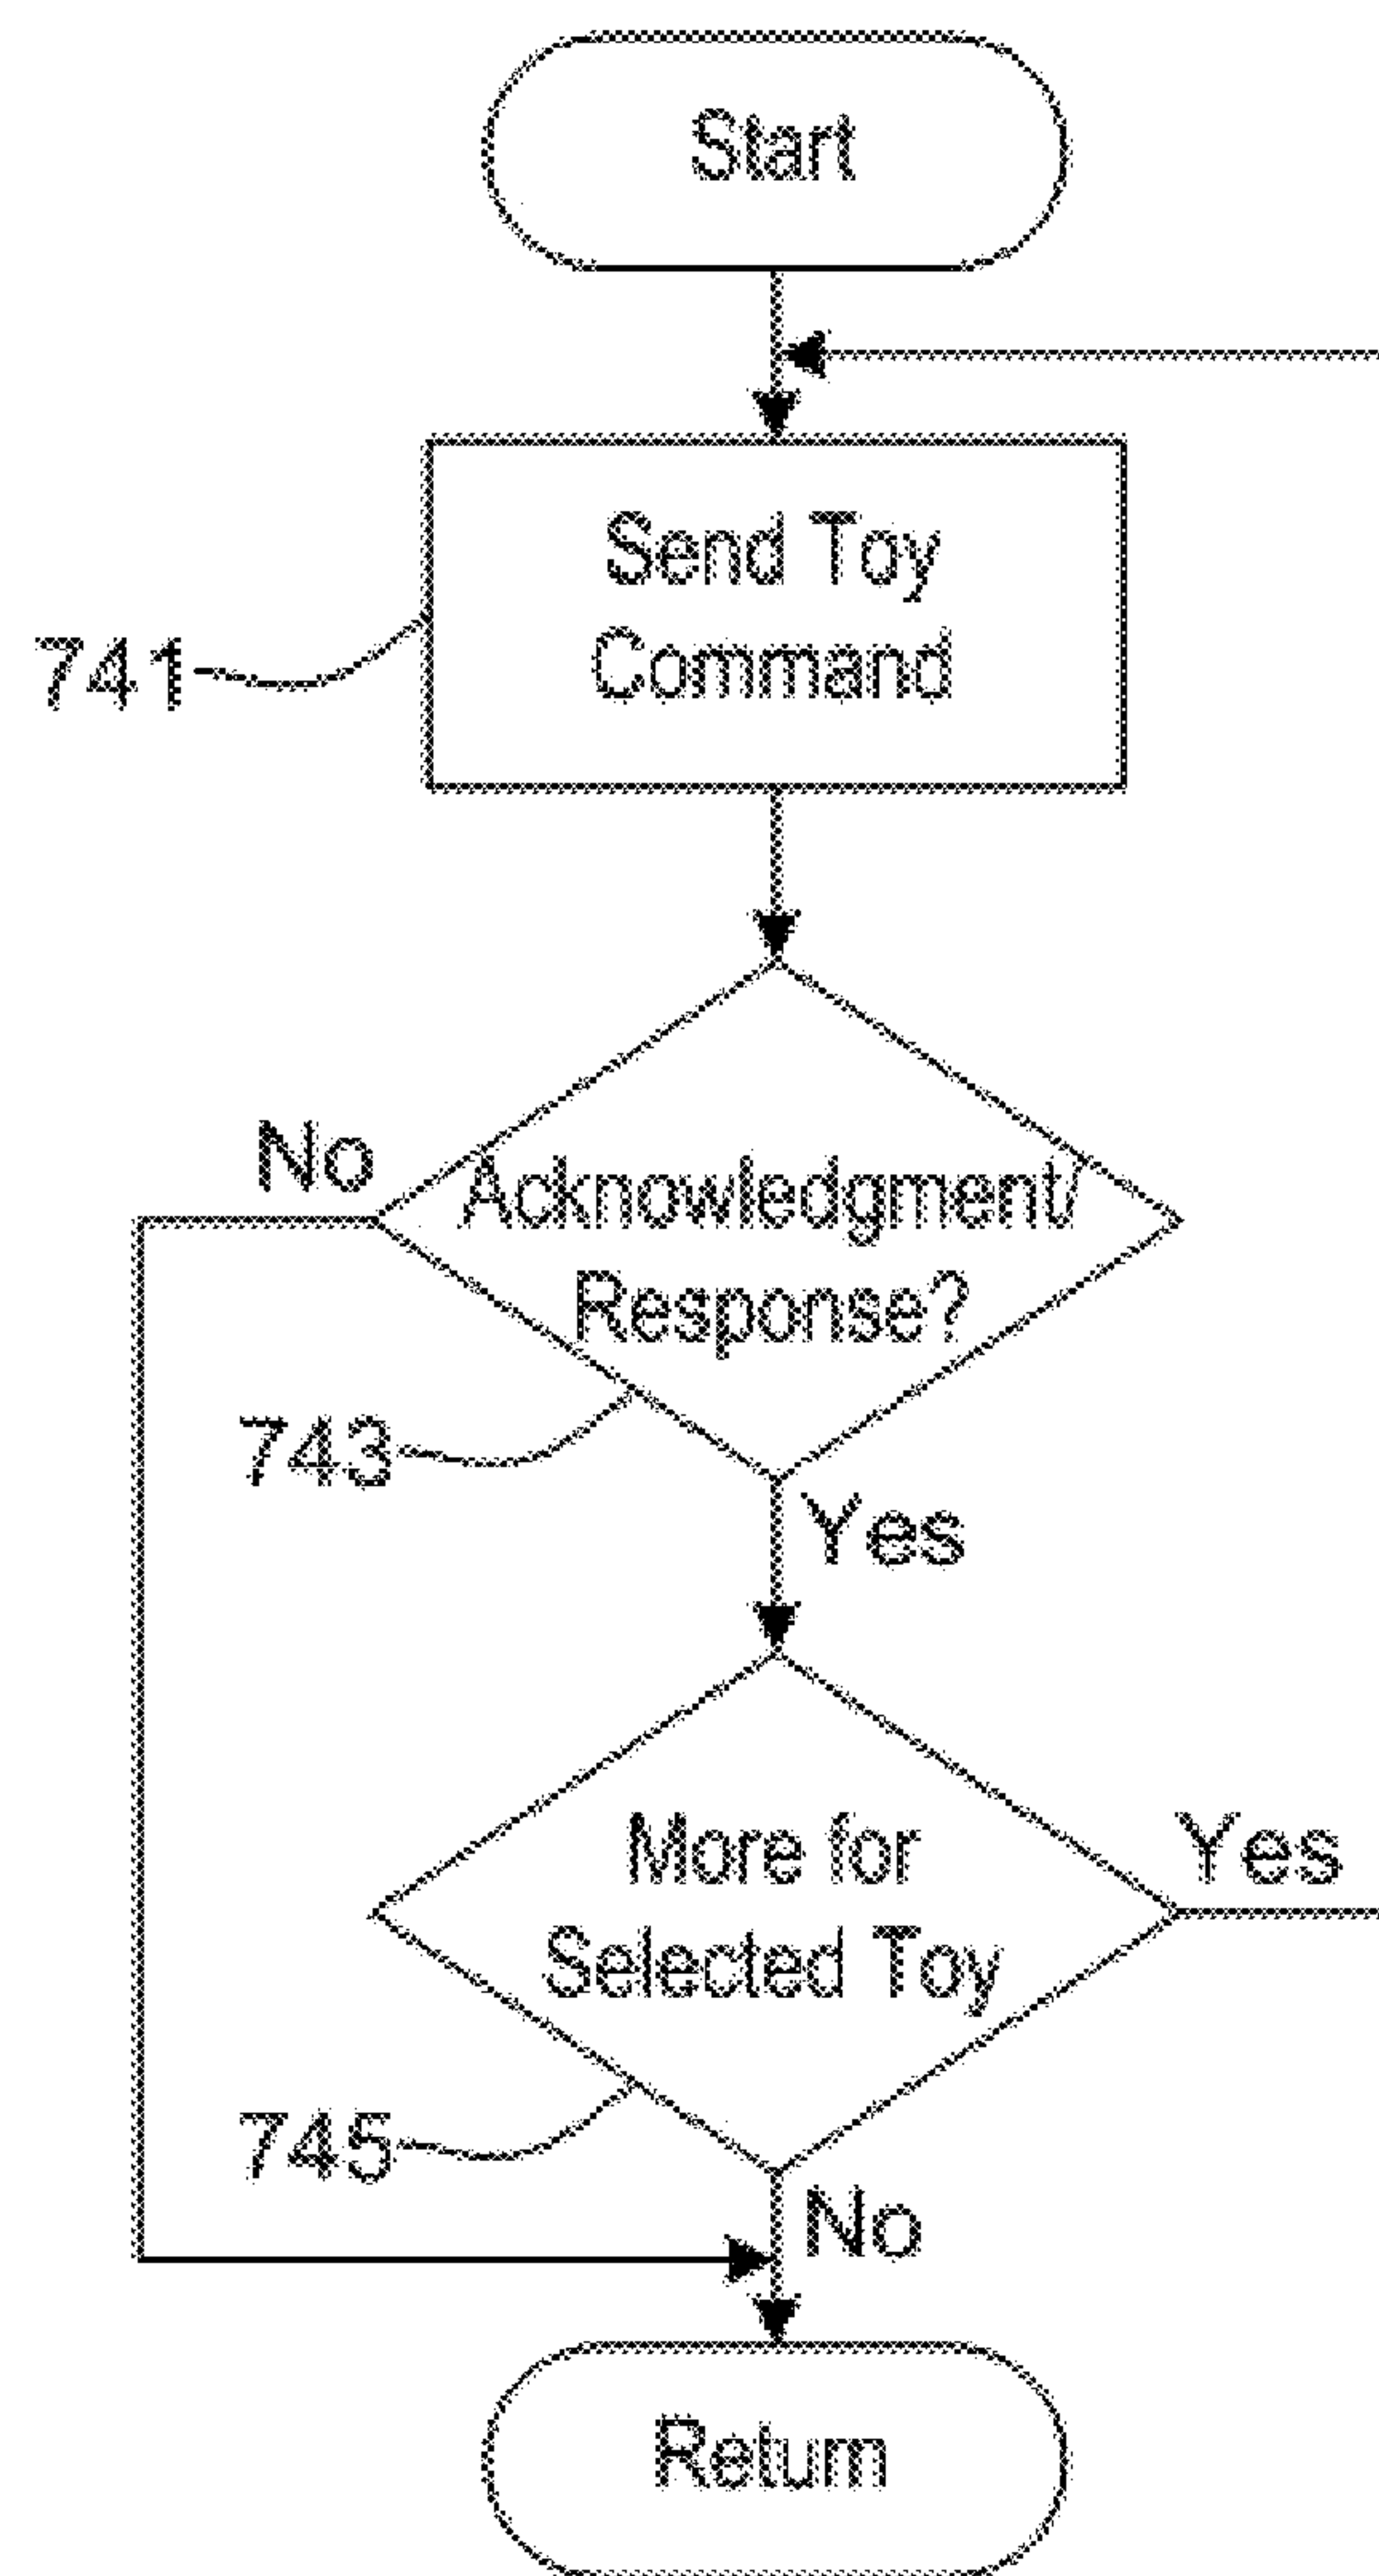 Start
Send Toy
Command
741
No
Acknowledgment/
Response?
743
Yes
More for
Selected Toy
Yes
745
No
Return